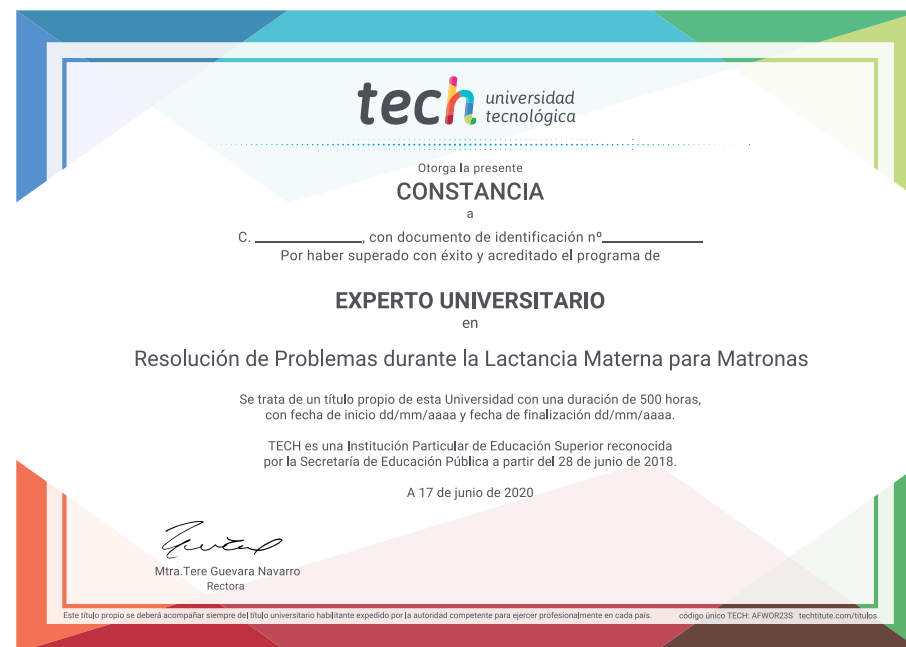 tech universidad
tecnológica
Otorga la presente
CONSTANCIA
a
C. ____________, con documento de identificación nº____________
Por haber superado con éxito y acreditado el programa de
EXPERTO UNIVERSITARIO
en
Resolución de Problemas durante la Lactancia Materna para Matronas
Se trata de un título propio de esta Universidad con una duración de 500 horas,
con fecha de inicio dd/mm/aaaa y fecha de finalización dd/mm/aaaa.
TECH es una Institución Particular de Educación Superior reconocida
por la Secretaría de Educación Pública a partir del 28 de junio de 2018.
A 17 de junio de 2020
Mtra.Tere Guevara Navarro
Rectora
Este título propio se deberá acompañar siempre del título universitario habilitante expedido por la autoridad competente para ejercer profesionalmente en cada país. código único TECH: AFWOR23S techtitute.com/titulos